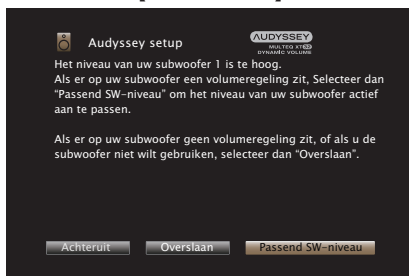 Audyssey setup
AUDYSSEY
MULTEQ XT32
DYNAMIC VOLUME
Het niveau van uw subwoofer 1 is te hoog.
Als er op uw subwoofer een volumeregeling zit, Selecteer dan
“Passend SW-niveau” om het niveau van uw subwoofer actief
aan te passen.
Als er op uw subwoofer geen volumeregeling zit, of als u de
subwoofer niet wilt gebruiken, selecteer dan “Overslaan”.
Achteruit Overslaan Passend SW-niveau